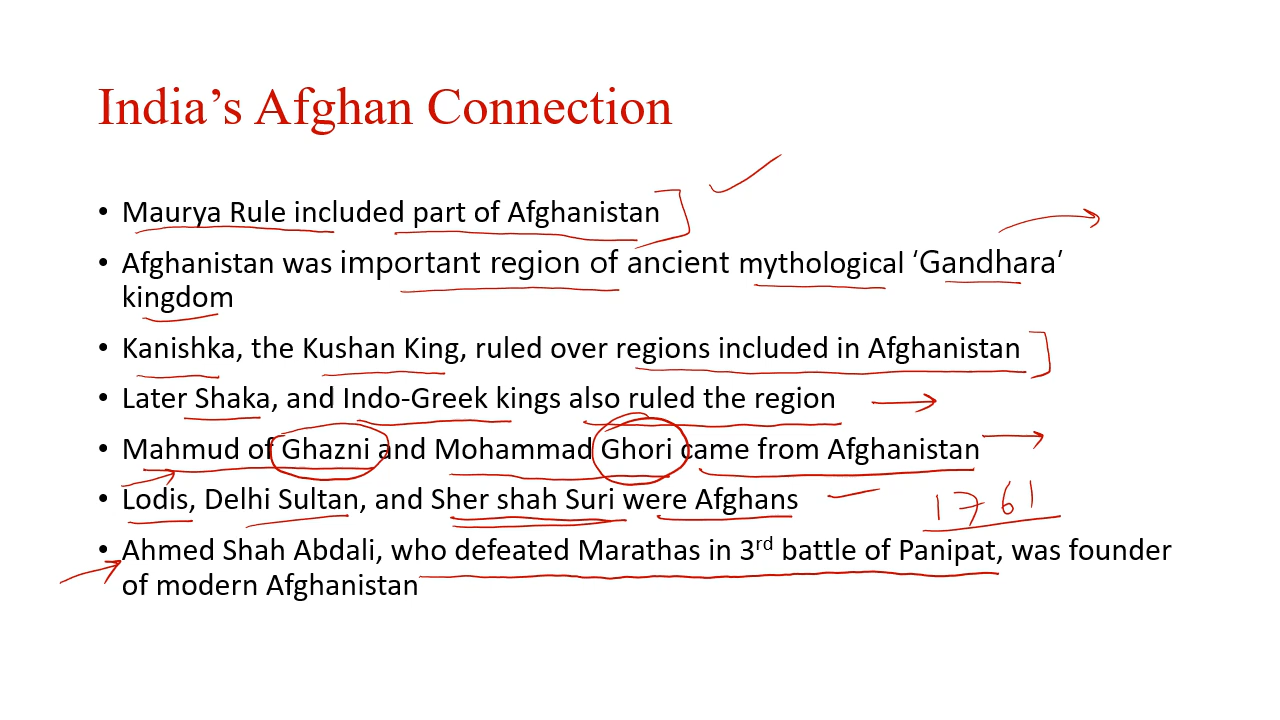 India’s Afghan Connection
• Maurya Rule included part of Afghanistan
• Afghanistan was important region of ancient mythological ‘Gandhara’
kingdom
• Kanishka, the Kushan King, ruled over regions included in Afghanistan
• Later Shaka, and Indo-Greek kings also ruled the region
• Mahmud of Ghazni and Mohammad Ghori came from Afghanistan
• Lodis, Delhi Sultan, and Sher shah Suri were Afghans
1761
• Ahmed Shah Abdali, who defeated Marathas in 3rd battle of Panipat, was founder
of modern Afghanistan